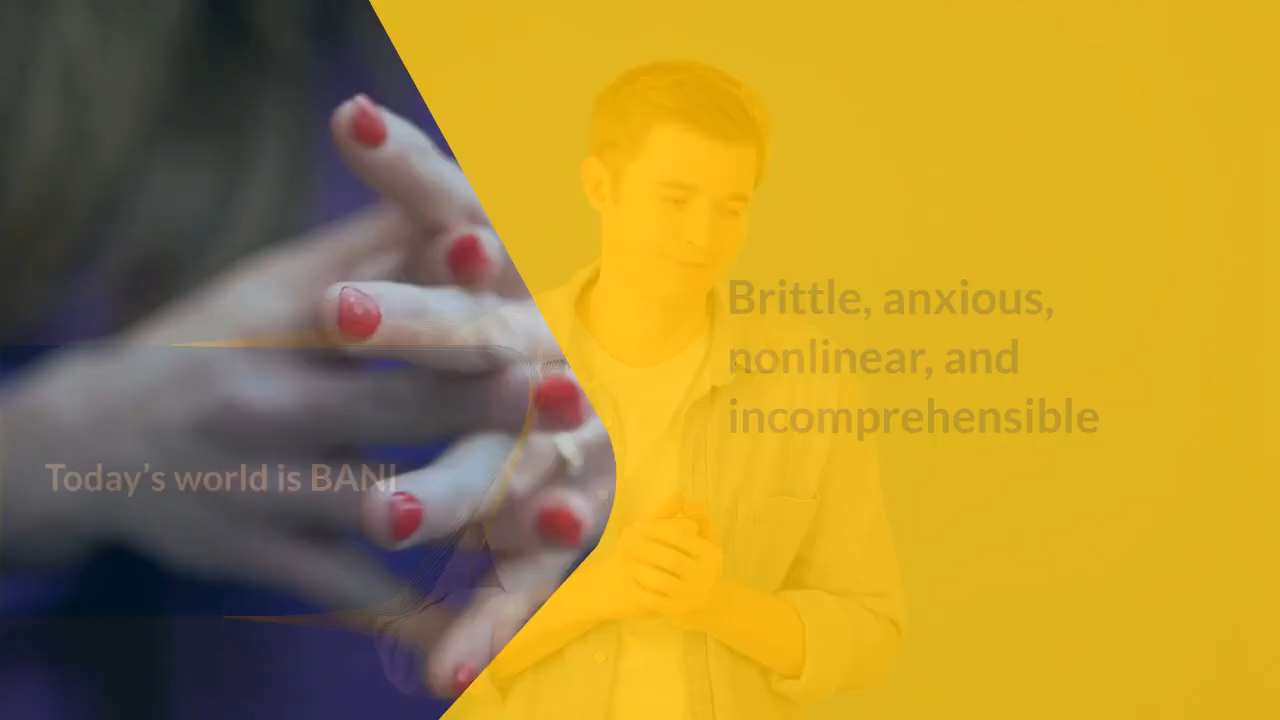 Today’s world is BANI
Brittle, anxious,
nonlinear, and
incomprehensible